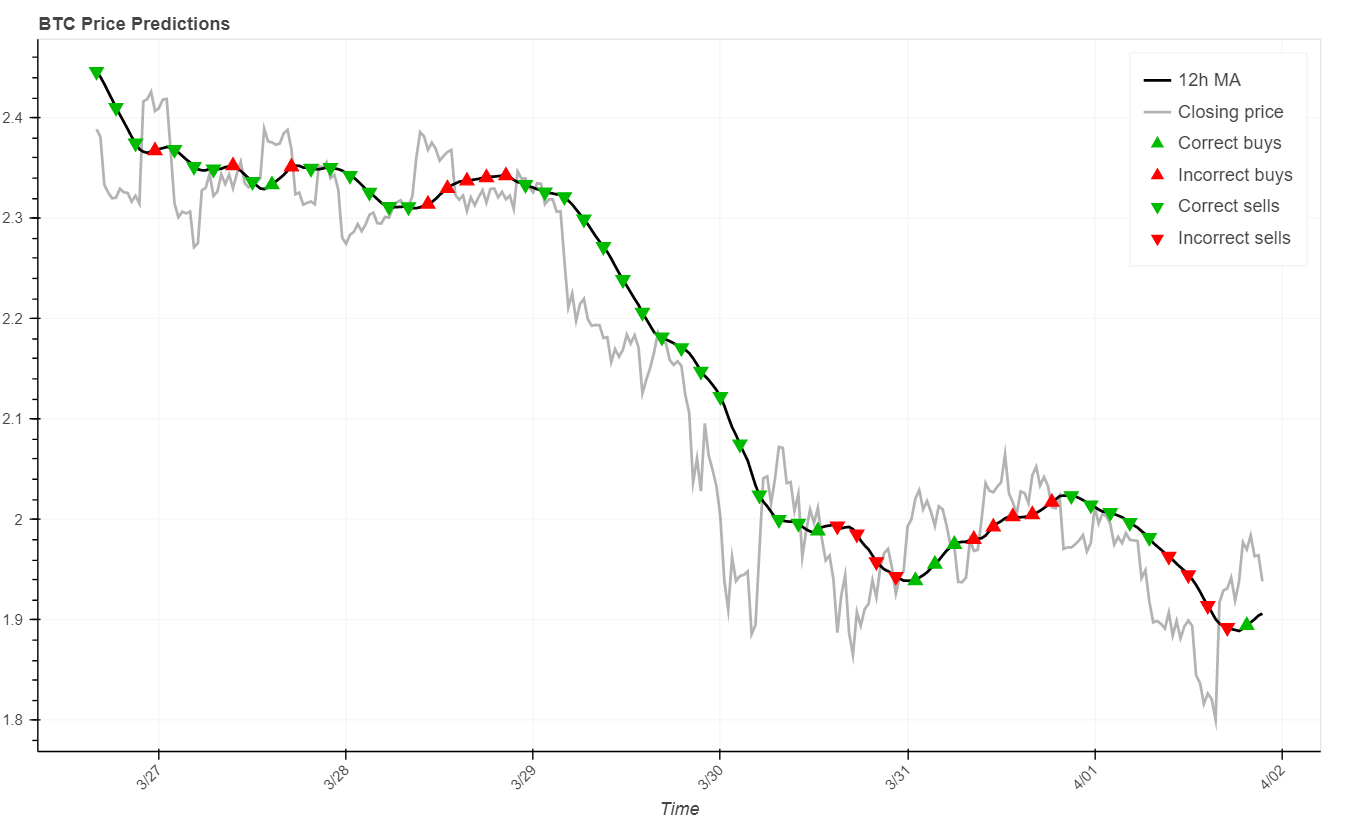 BTC Price Predictions
12h MA
Closing price
Correct buys
Incorrect buys
Correct sells
Incorrect sells
2.4
2.3
2.2
2.1
2
1.9
1.8
3/27
3/28
3/29
3/30
3/31
4/01
4/02
Time